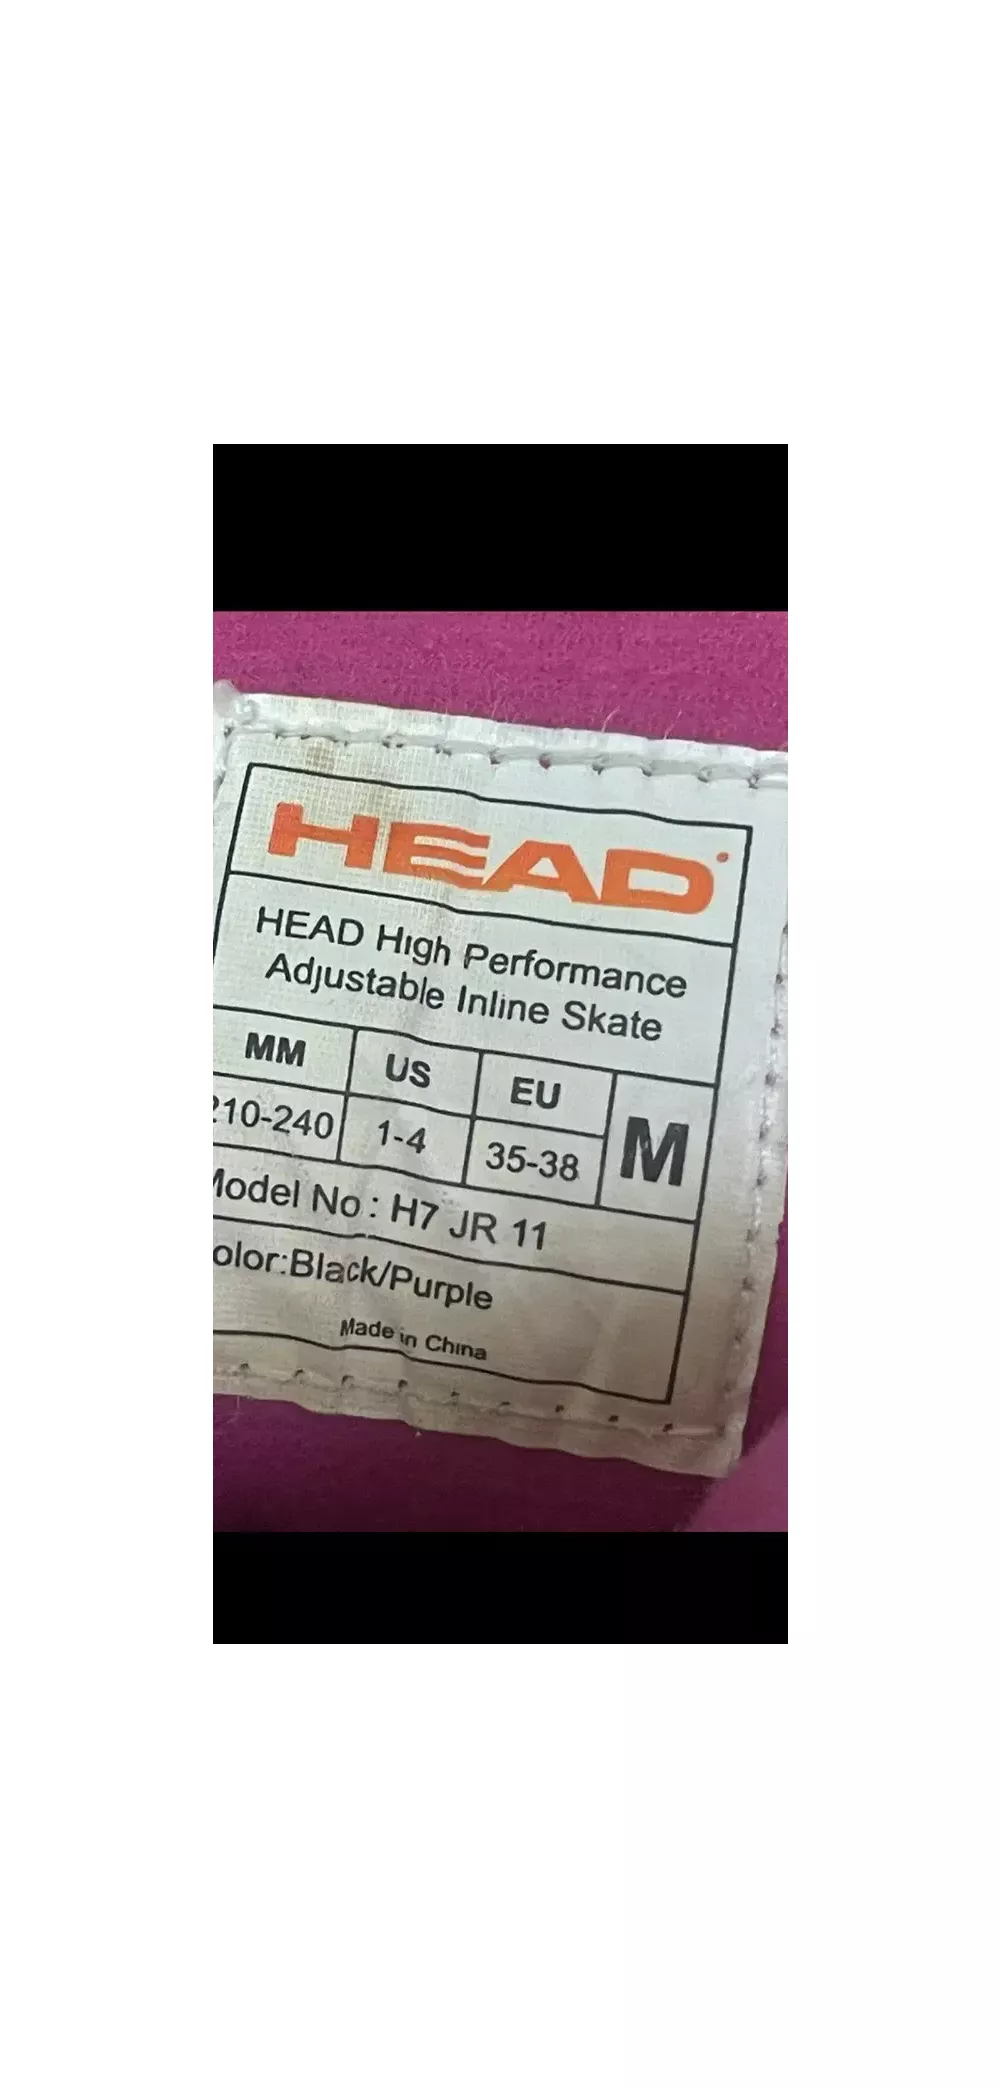 HEAD
HEAD High Performance
Adjustable Inline Skate
MM US EU M
210-240 1-4 35-38
Model No: H7 JR 11
Color:Black/Purple
Made in China